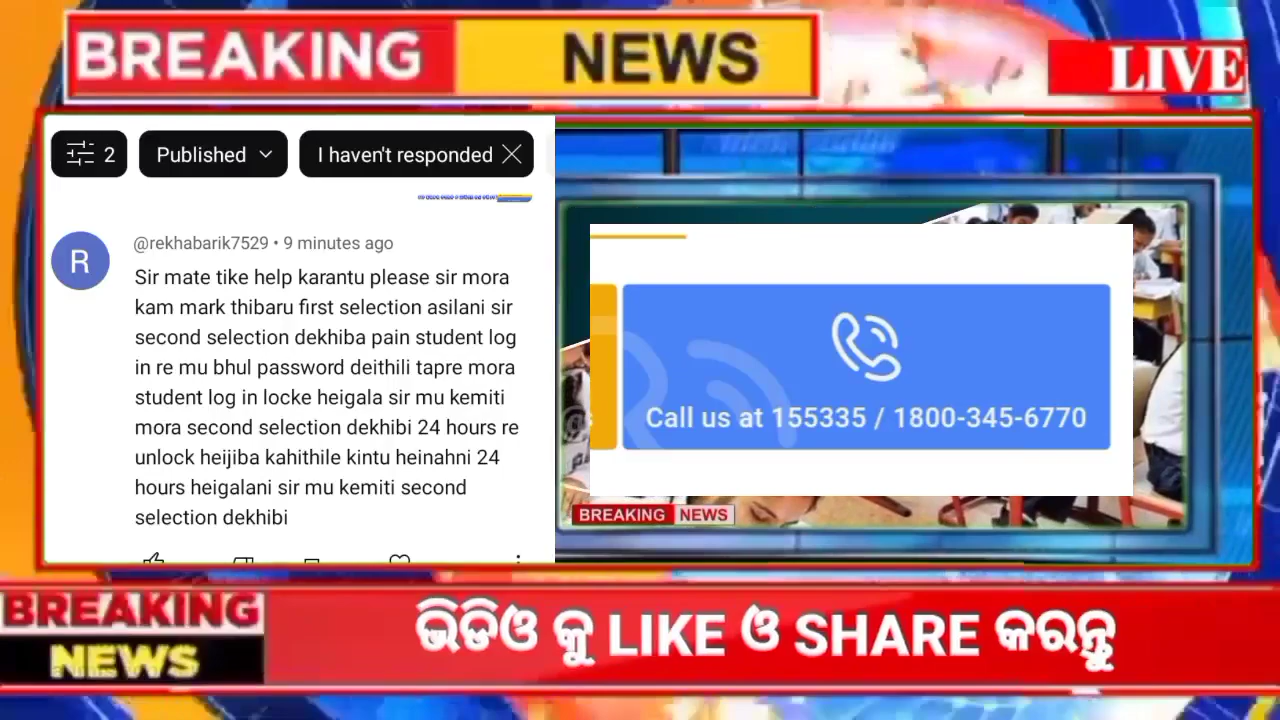 BREAKING NEWS
LIVE
2 Published I haven't responded
@rekhabarik7529 • 9 minutes ago
R
Sir mate tike help karantu please sir mora
kam mark thibaru first selection asilani sir
second selection dekhiba pain student log
in re mu bhul password deithili tapre mora
student log in locke heigala sir mu kemiti
mora second selection dekhibi 24 hours re
unlock heijiba kahithile kintu heinahni 24
hours heigalani sir mu kemiti second
selection dekhibi
Call us at 155335 / 1800-345-6770
BREAKING NEWS
BREAKING
NEWS
ଭିଡିଓ କୁ LIKE ଓ SHARE କରନ୍ତୁ